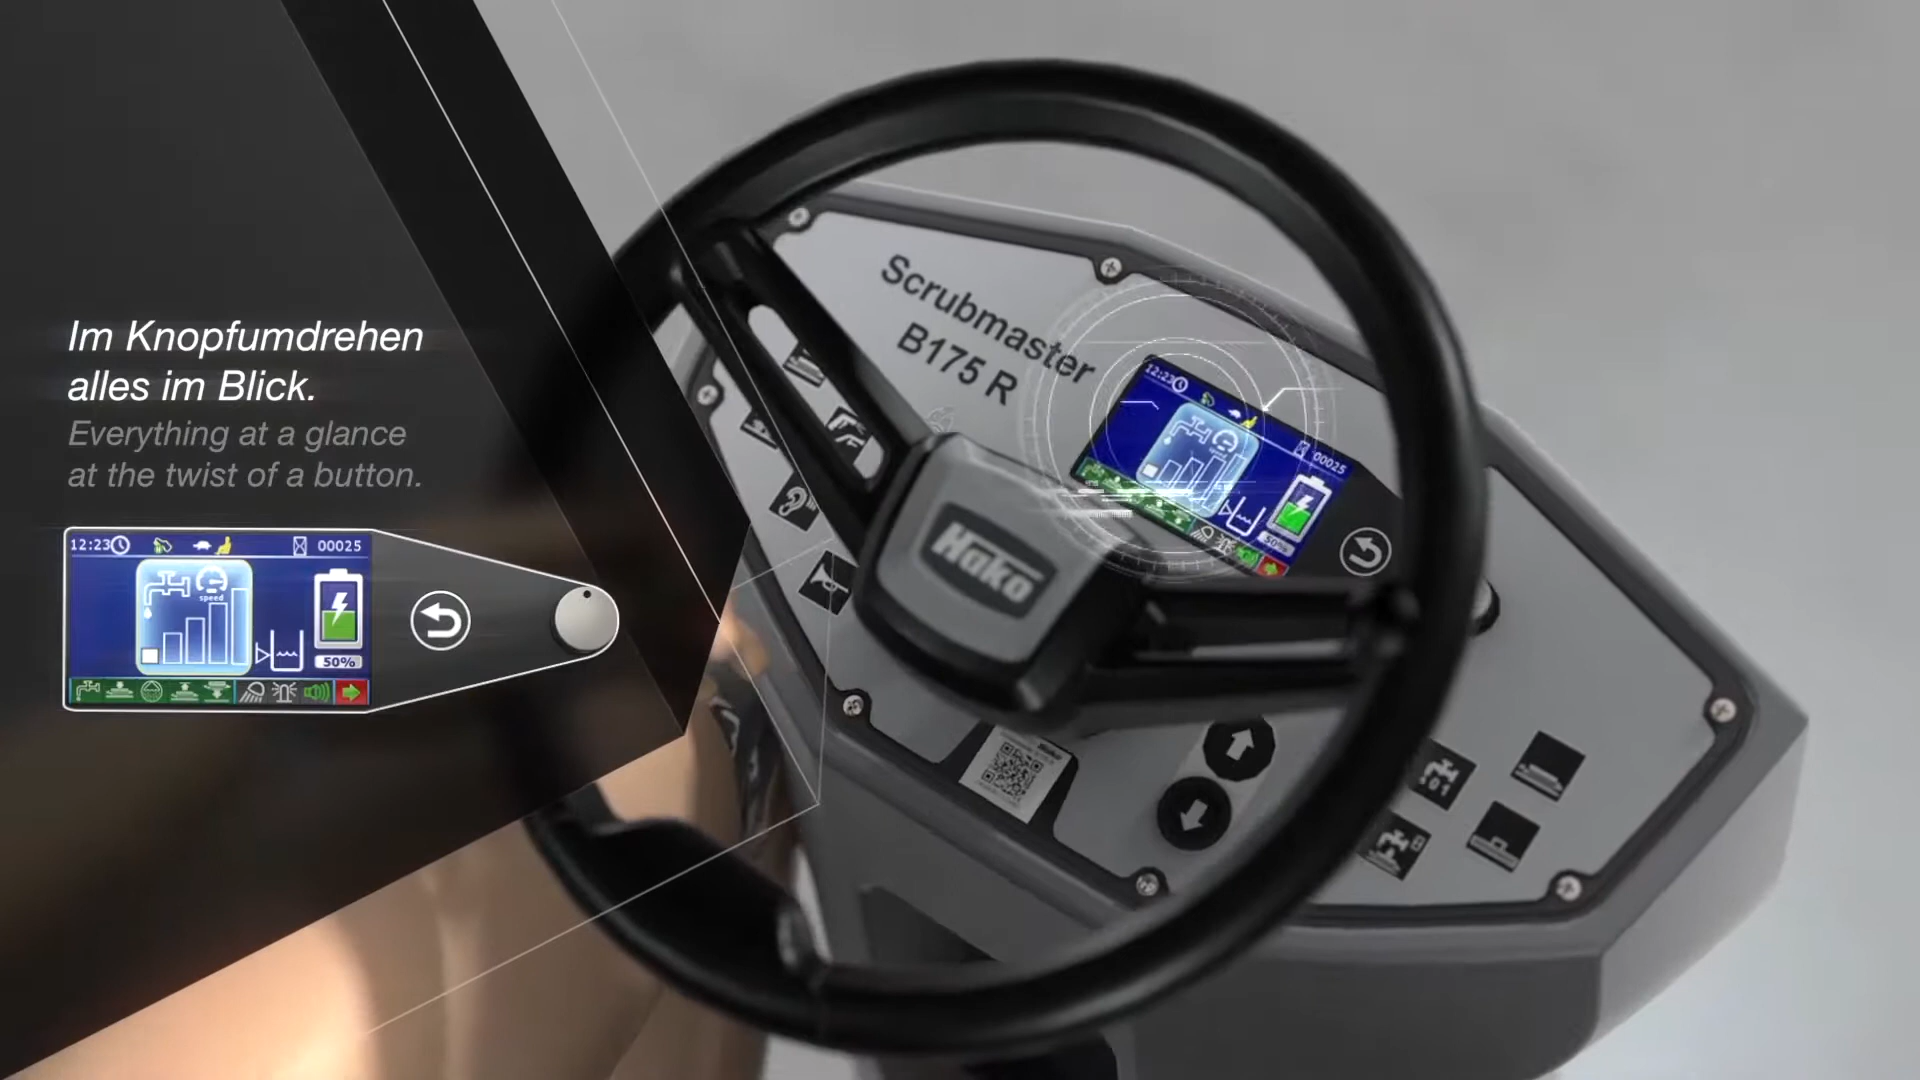 Im Knopfumdrehen
alles im Blick.
Everything at a glance
at the twist of a button.
12:23
00025
speed
50%
Scrubmaster
B175 R
12:23
00025
speed
50%
Hako